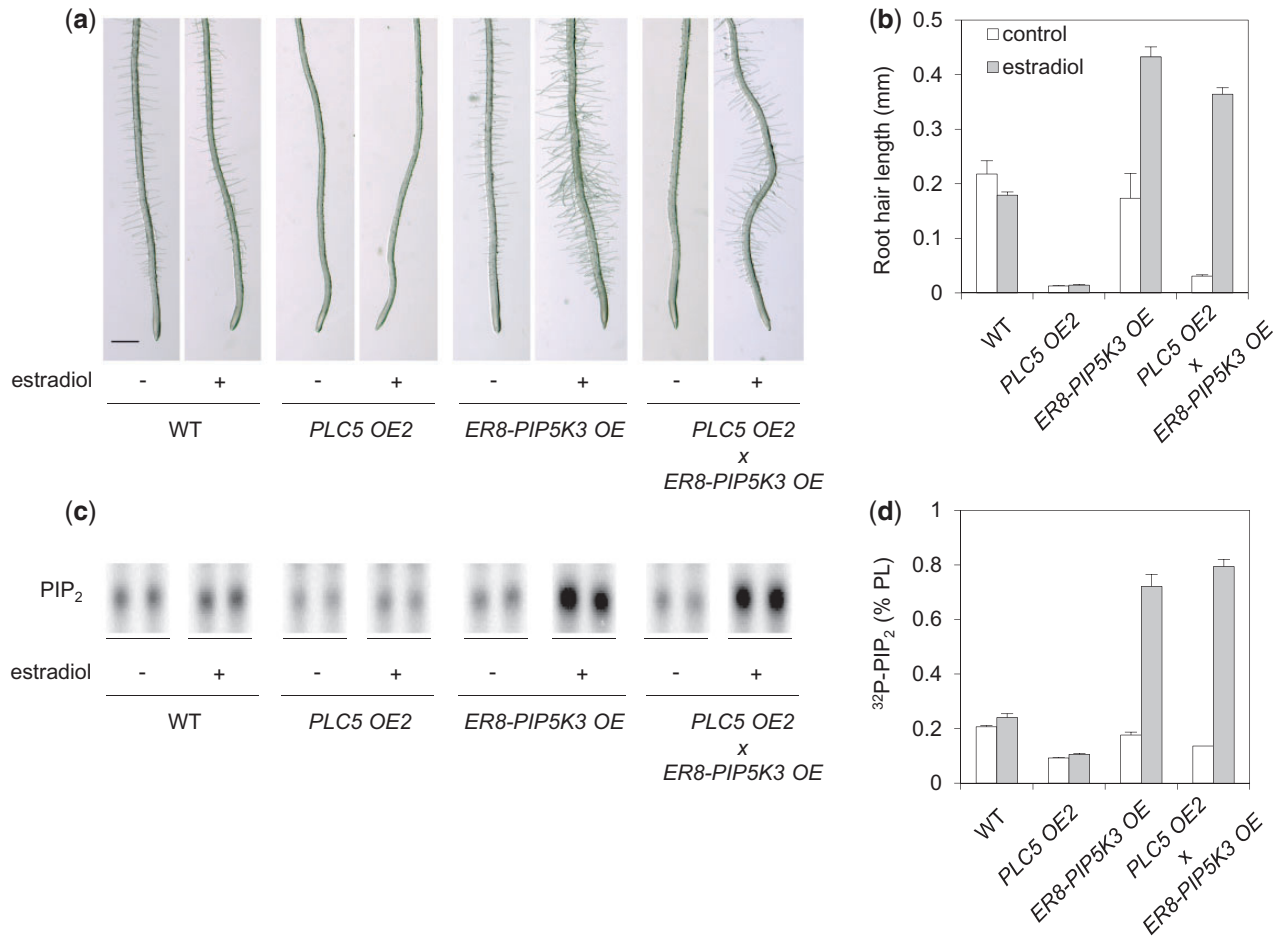 (a)
estradiol - + - + - + - +
WT PLC5 OE2 ER8-PIP5K3 OE PLC5 OE2
x
ER8-PIP5K3 OE
(b)
0.5
0.4
0.3
0.2
0.1
0
Root hair length (mm)
control
estradiol
WT
PLC5 OE2
ER8-PIP5K3 OE
PLC5 OE2
x
ER8-PIP5K3 OE
(c)
PIP₂
estradiol - + - + - + - +
WT PLC5 OE2 ER8-PIP5K3 OE PLC5 OE2
x
ER8-PIP5K3 OE
(d)
1
0.8
0.6
0.4
0.2
0
³²P-PIP₂ (% PL)
WT
PLC5 OE2
ER8-PIP5K3 OE
PLC5 OE2
x
ER8-PIP5K3 OE